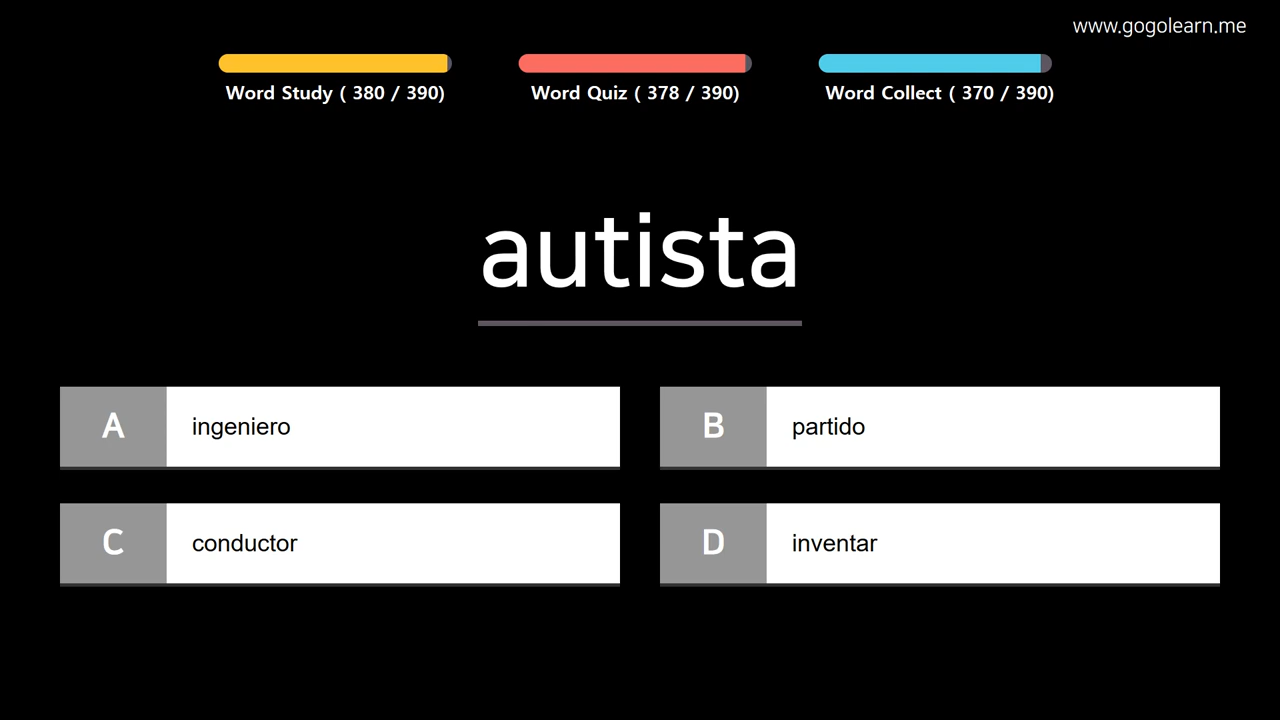 www.gogolearn.me
Word Study ( 380 / 390)
Word Quiz ( 378 / 390)
Word Collect ( 370 / 390)
autista
A ingeniero
B partido
C conductor
D inventar